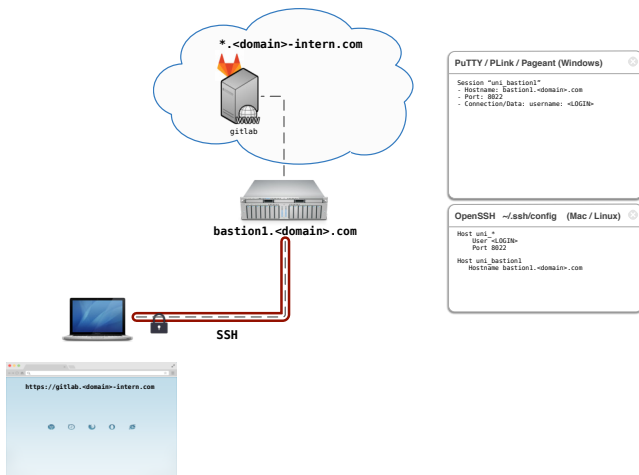 *.<domain>-intern.com
gitlab
bastion1.<domain>.com
SSH
https://gitlab.<domain>-intern.com
PuTTY / PLink / Pageant (Windows)
Session “uni_bastion1”
- Hostname: bastion1.<domain>.com
- Port: 8022
- Connection/Data: username: <LOGIN>
OpenSSH ~/.ssh/config (Mac / Linux)
Host uni_*
User <LOGIN>
Port 8022
Host uni_bastion1
Hostname bastion1.<domain>.com